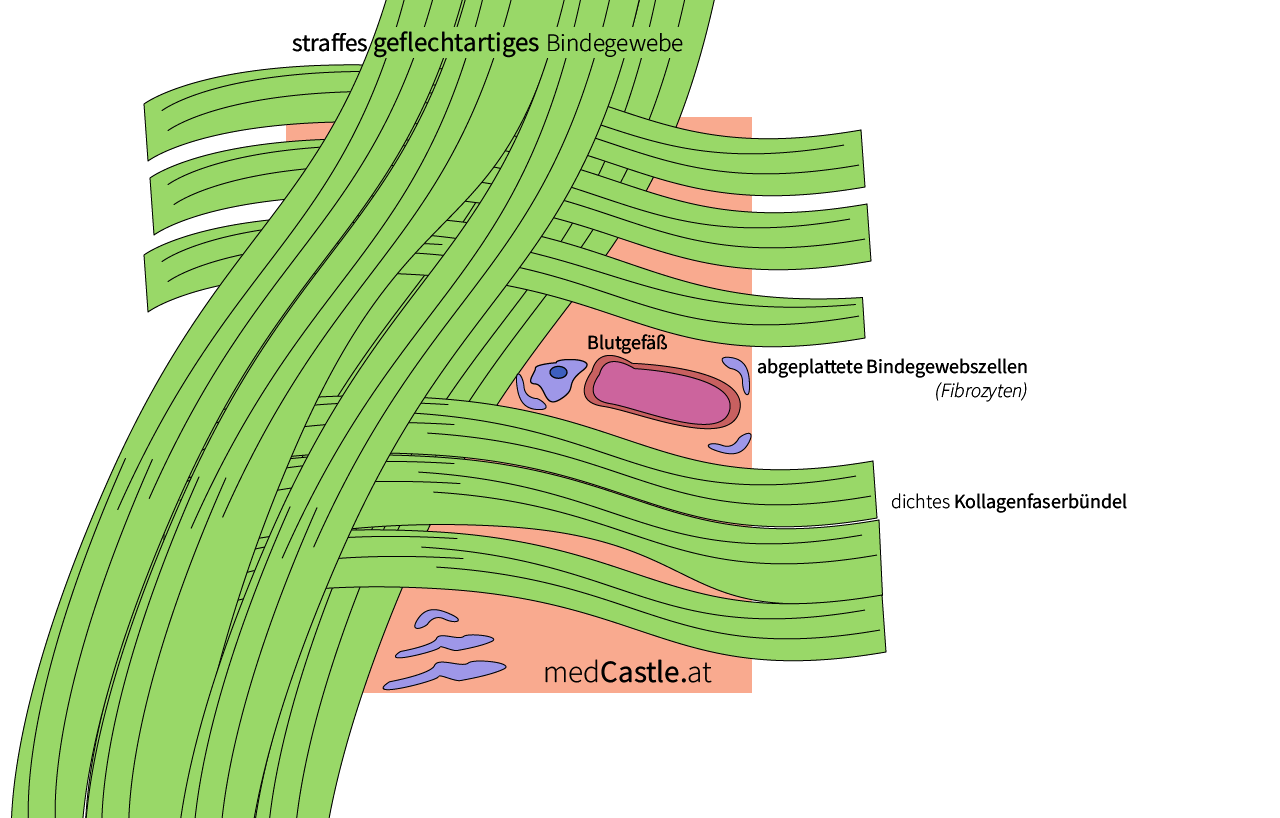 straffes geflechtartiges Bindegewebe
Blutgefäß
abgeplattete Bindegewebszellen
(Fibrozyten)
dichtes Kollagenfaserbündel
medCastle.at